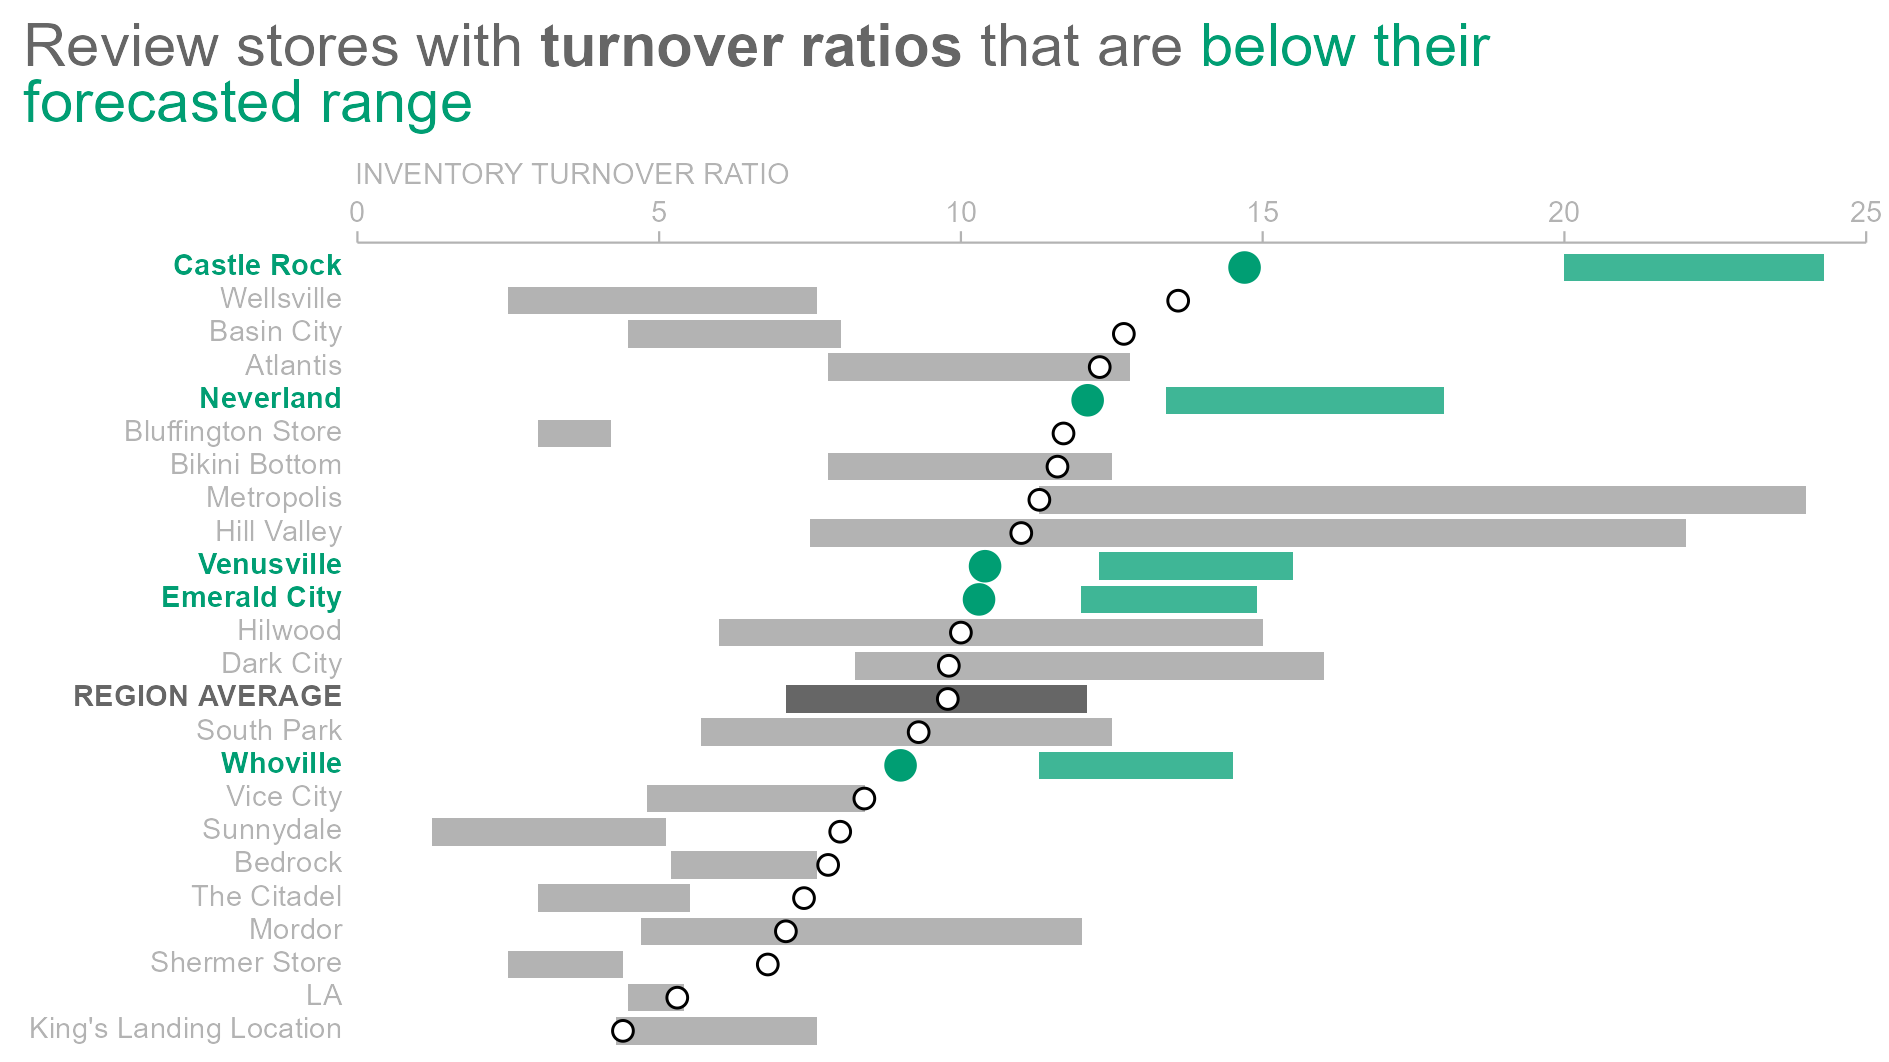 Review stores with turnover ratios that are below their
forecasted range
INVENTORY TURNOVER RATIO
0 5 10 15 20 25
Castle Rock
Wellsville
Basin City
Atlantis
Neverland
Bluffington Store
Bikini Bottom
Metropolis
Hill Valley
Venusville
Emerald City
Hilwood
Dark City
REGION AVERAGE
South Park
Whoville
Vice City
Sunnydale
Bedrock
The Citadel
Mordor
Shermer Store
LA
King's Landing Location